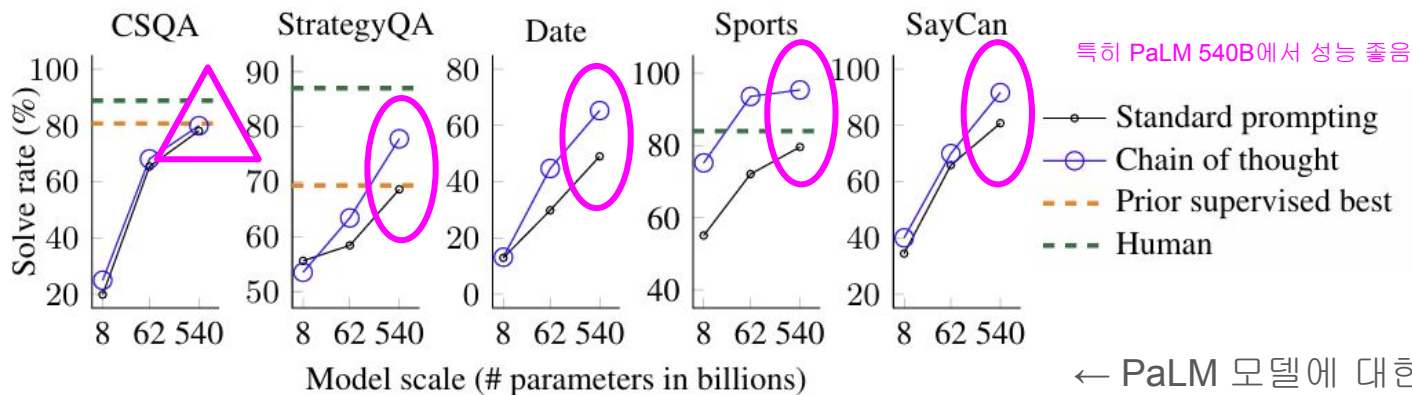 CSQA StrategyQA Date Sports SayCan
특히 PaLM 540B에서 성능 좋음
Solve rate (%)
100
80
60
40
20
90
80
70
60
50
80
60
40
20
0
100
80
60
40
100
80
60
40
20
Standard prompting
Chain of thought
Prior supervised best
Human
8 62 540 8 62 540 8 62 540 8 62 540 8 62 540
Model scale (# parameters in billions)
← PaLM 모델에 대한